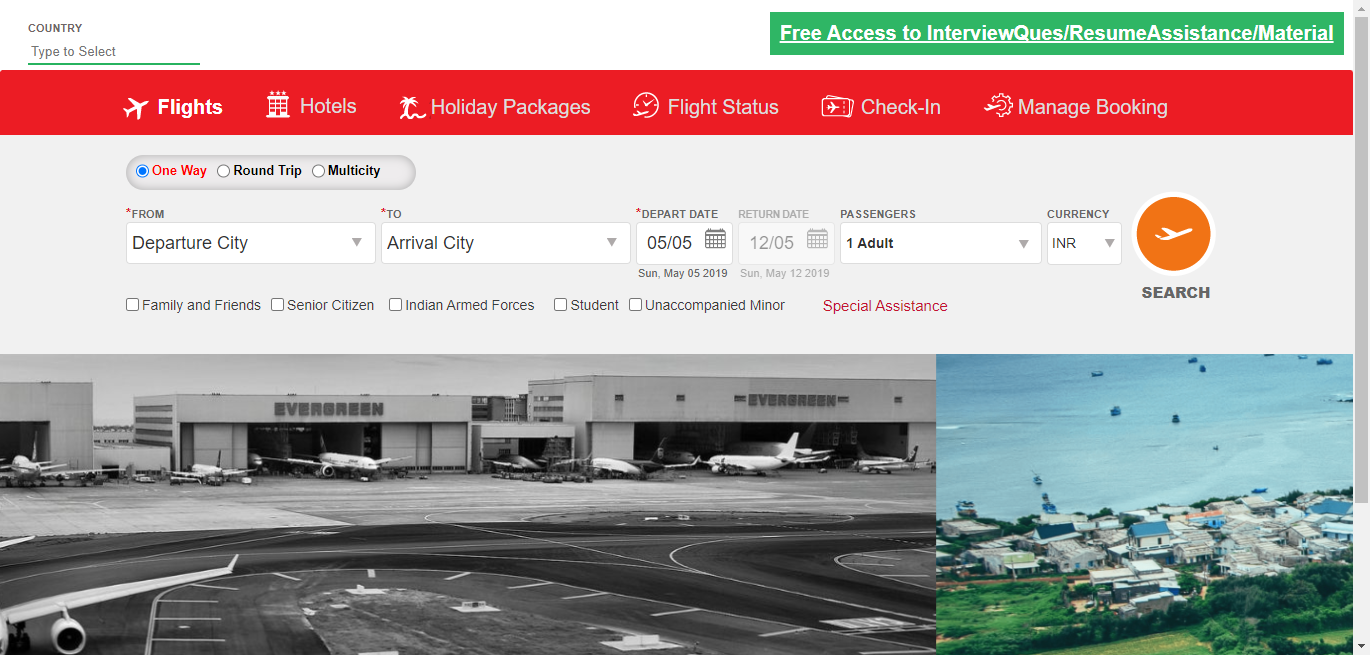 COUNTRY
Type to Select
Free Access to InterviewQues/ResumeAssistance/Material
Flights Hotels Holiday Packages Flight Status Check-In Manage Booking
One Way Round Trip Multicity
*FROM *TO *DEPART DATE RETURN DATE PASSENGERS CURRENCY
Departure City Arrival City 05/05 12/05 1 Adult INR
Sun, May 05 2019 Sun, May 12 2019
SEARCH
Family and Friends Senior Citizen Indian Armed Forces Student Unaccompanied Minor Special Assistance
EVERGREEN EVERGREEN